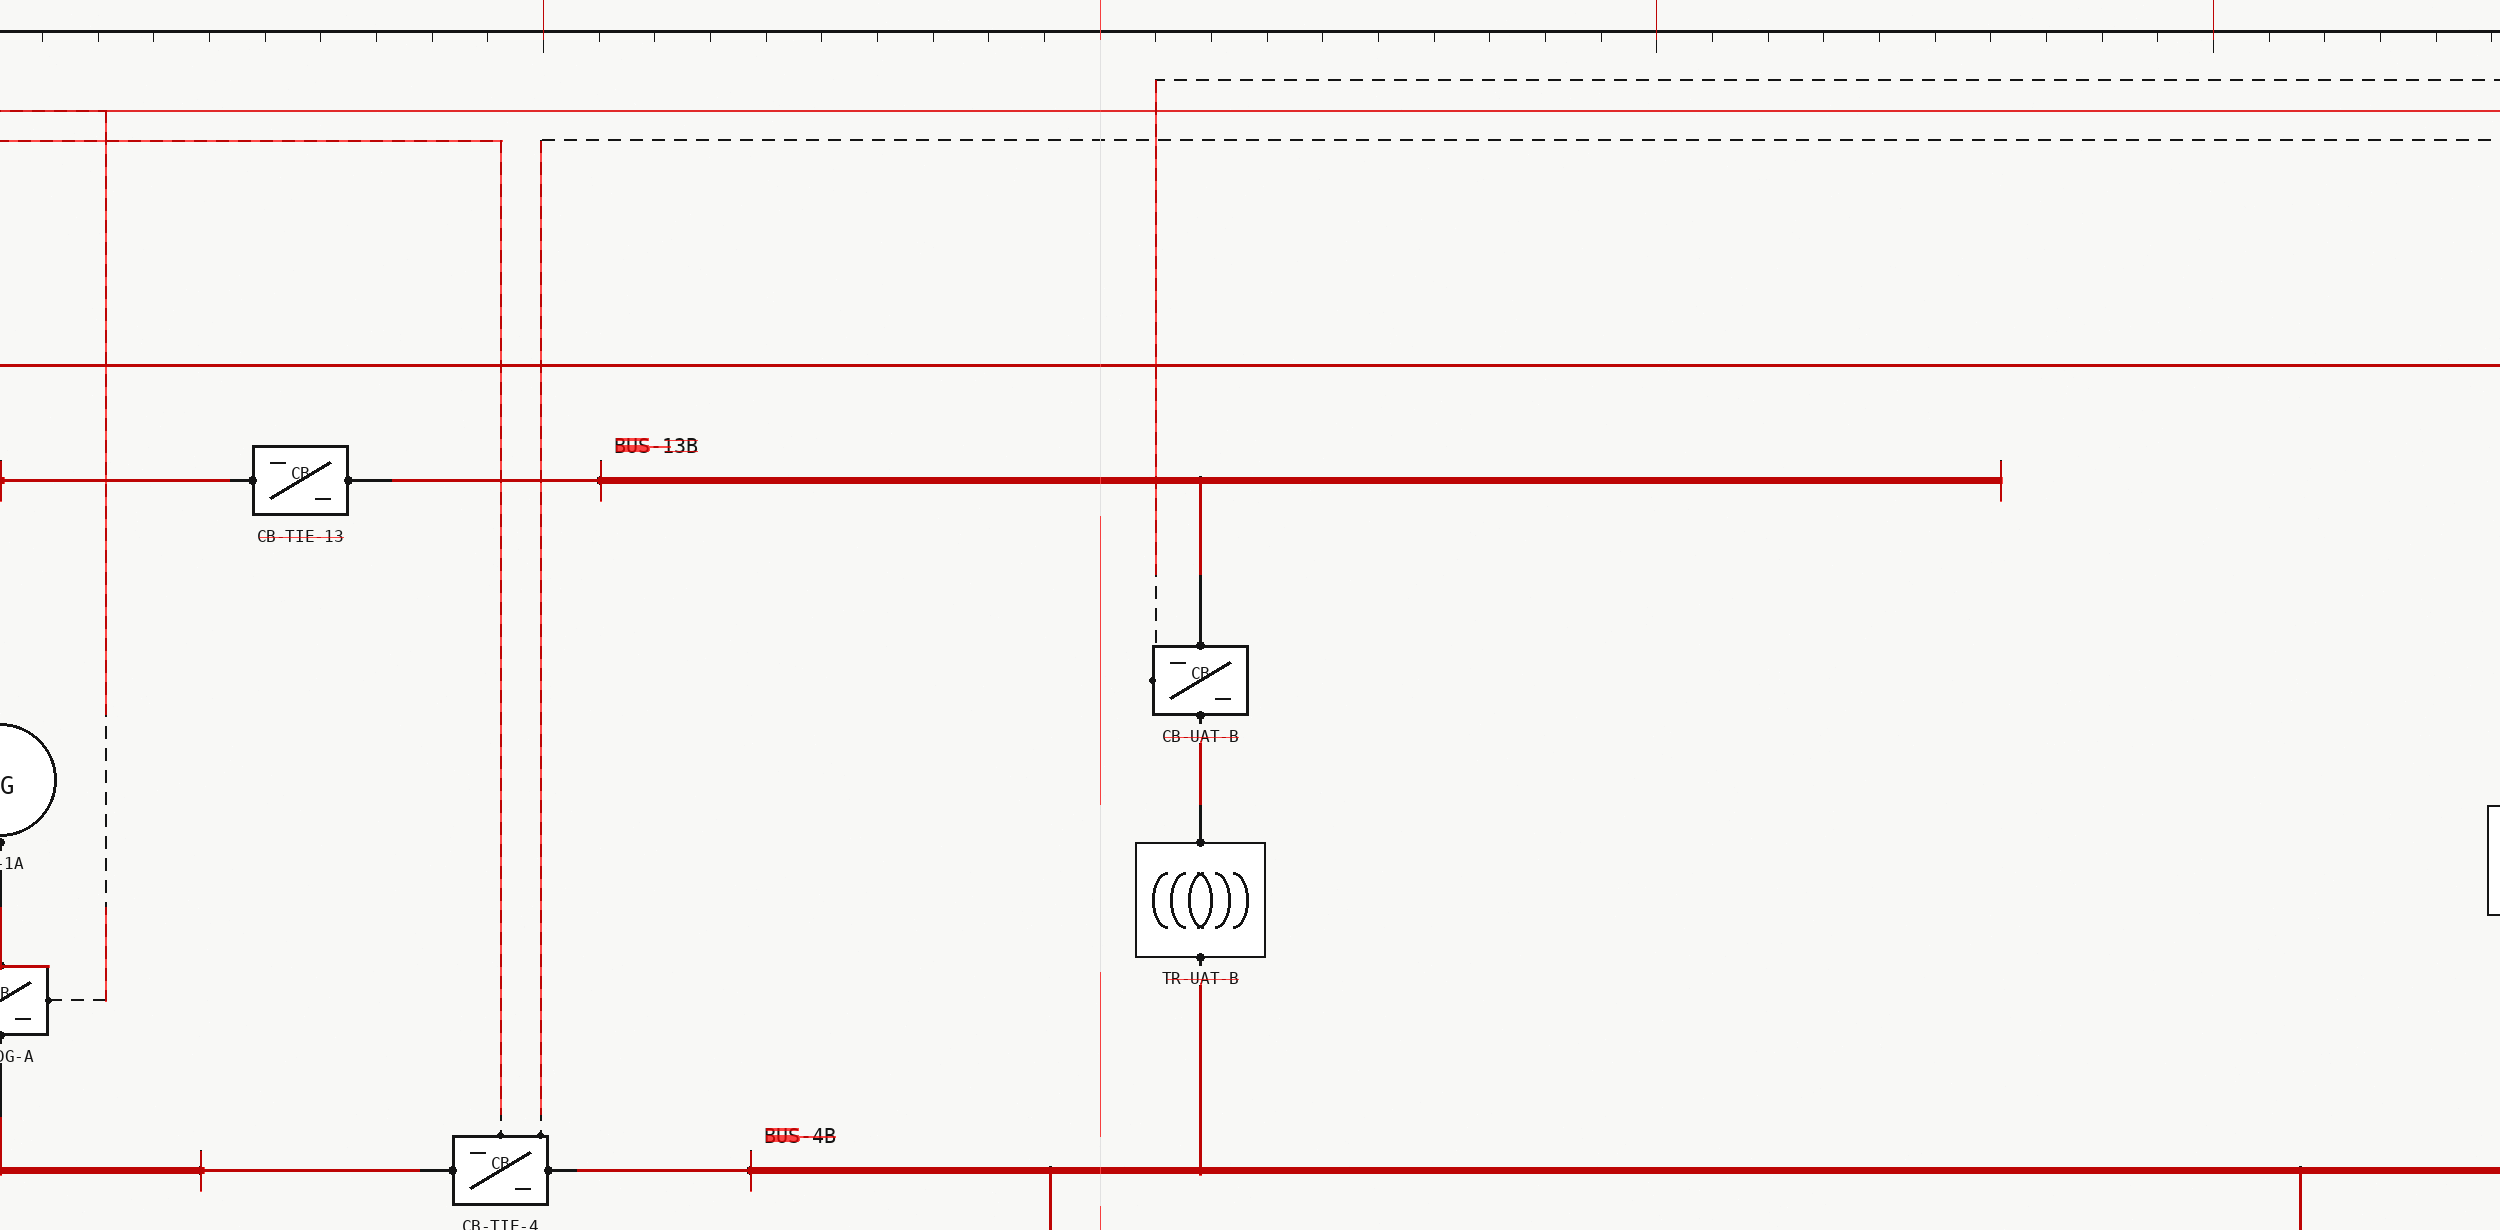 BUS-13B
CB
CB-TIE-13
CB
CB-UAT-B
G
-1A
TR-UAT-B
B
DG-A
BUS-4B
CB
CB-TIE-4